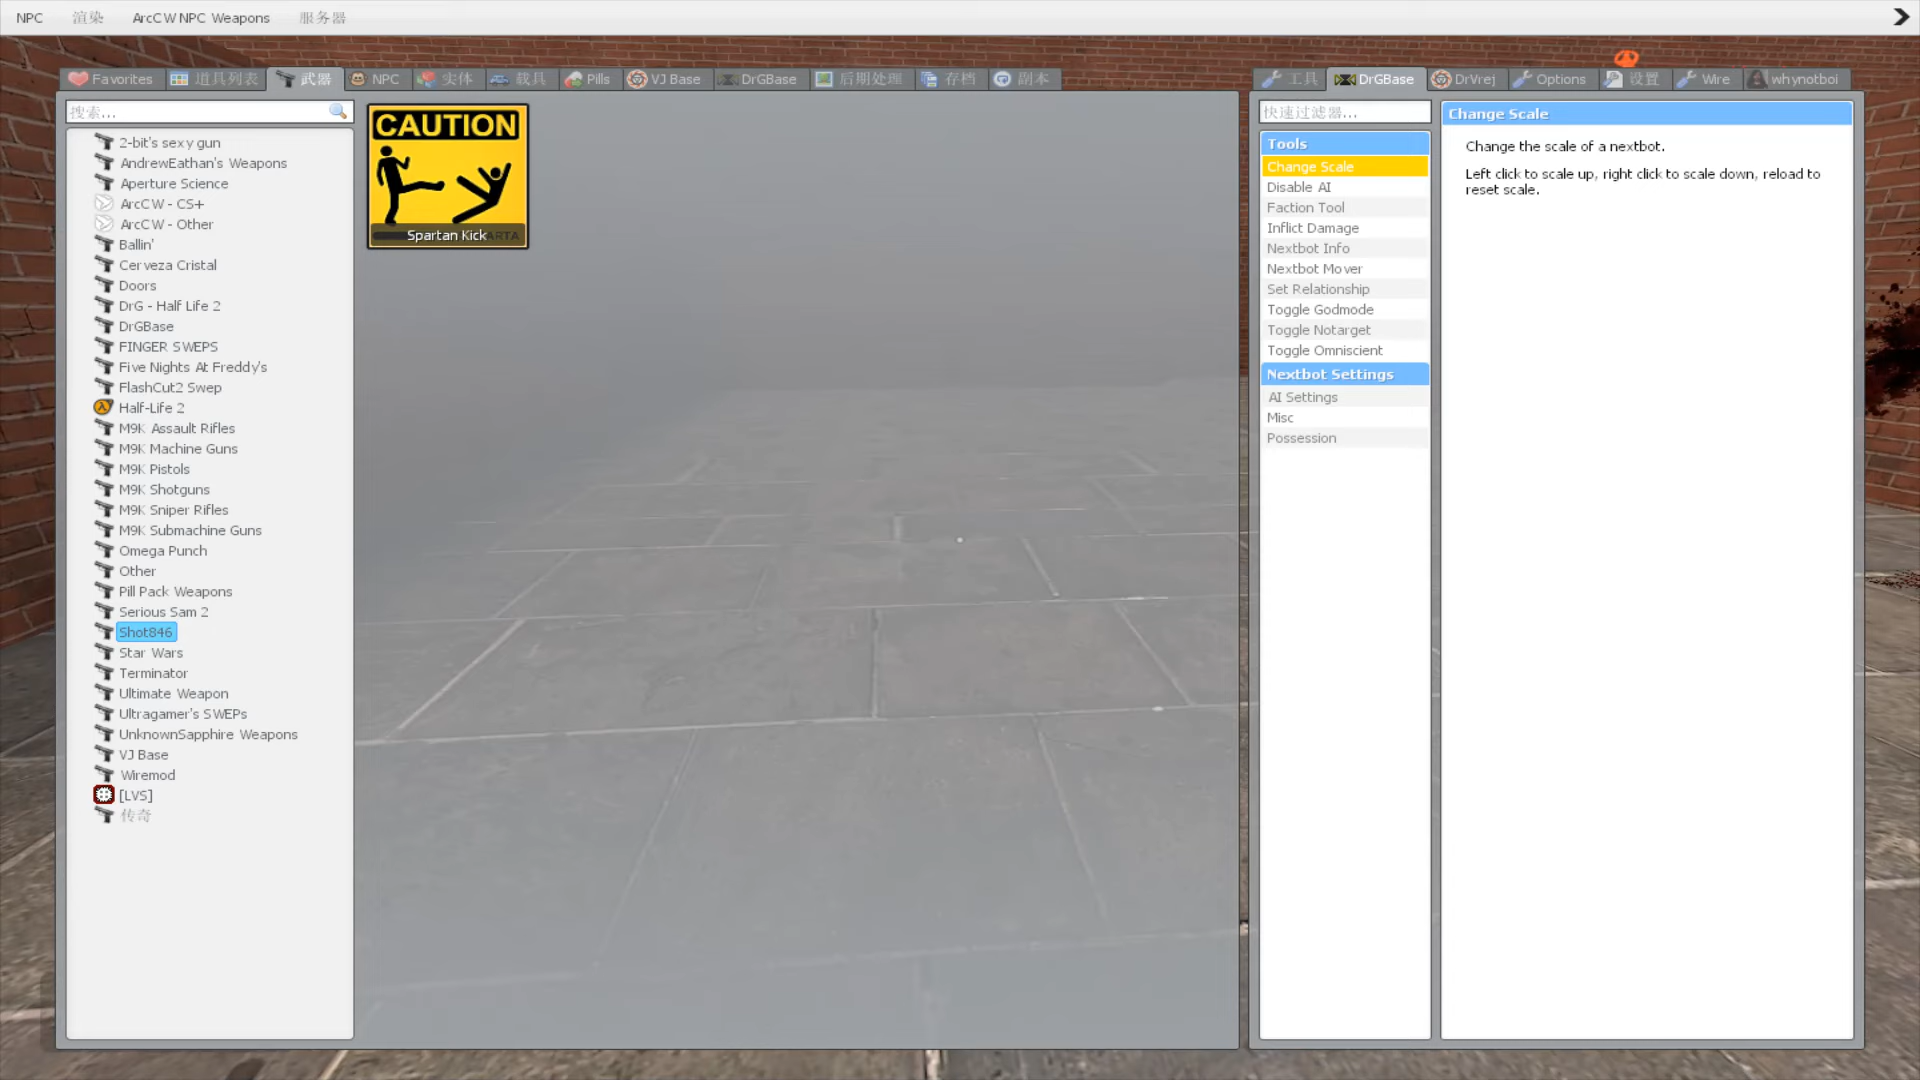 NPC 渲染 ArcCW NPC Weapons 服务器
Favorites 道具列表 武器 NPC 实体 载具 Pills VJ Base DrGBase 后期处理 存档 副本
搜索...
2-bit's sexy gun
AndrewEathan's Weapons
Aperture Science
ArcCW - CS+
ArcCW - Other
Ballin'
Cerveza Cristal
Doors
DrG - Half Life 2
DrGBase
FINGER SWEPS
Five Nights At Freddy's
FlashCut2 Swep
Half-Life 2
M9K Assault Rifles
M9K Machine Guns
M9K Pistols
M9K Shotguns
M9K Sniper Rifles
M9K Submachine Guns
Omega Punch
Other
Pill Pack Weapons
Serious Sam 2
Shot846
Star Wars
Terminator
Ultimate Weapon
Ultragamer's SWEPs
UnknownSapphire Weapons
VJ Base
Wiremod
[LVS]
传奇
CAUTION
Spartan Kick
工具 DrGBase DrVrej Options 设置 Wire whynotboi
快速过滤器...
Tools
Change Scale
Disable AI
Faction Tool
Inflict Damage
Nextbot Info
Nextbot Mover
Set Relationship
Toggle Godmode
Toggle Notarget
Toggle Omniscient
Nextbot Settings
AI Settings
Misc
Possession
Change Scale
Change the scale of a nextbot.
Left click to scale up, right click to scale down, reload to
reset scale.